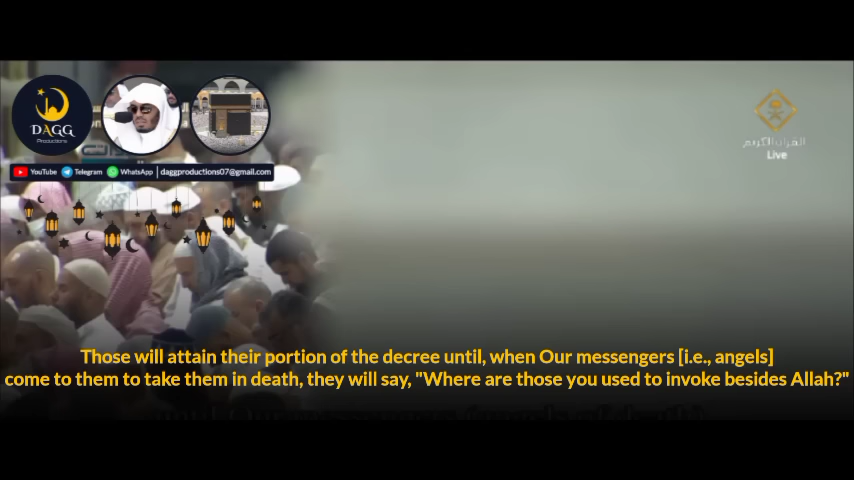 DAGG
Productions
YouTube Telegram WhatsApp daggproductions07@gmail.com
القرآن الكريم
Live
Those will attain their portion of the decree until, when Our messengers [i.e., angels]
come to them to take them in death, they will say, "Where are those you used to invoke besides Allah?"